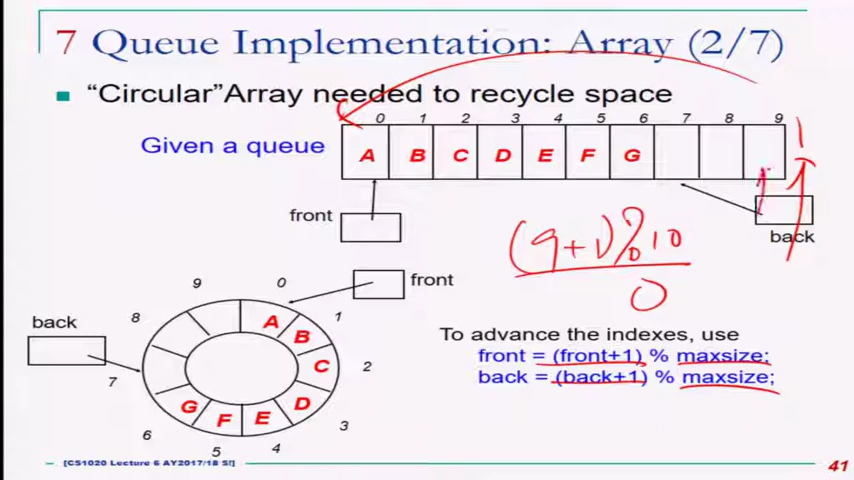 7 Queue Implementation: Array (2/7)
“Circular”Array needed to recycle space
0 1 2 3 4 5 6 7 8 9
Given a queue
A B C D E F G
front
back
(9+1)%10
0
front
9 0
back
8 1
A
B
7 C 2
G D
F E
6 3
5 4
To advance the indexes, use
front = (front+1) % maxsize;
back = (back+1) % maxsize;
[CS1020 Lecture 6 AY2017/18 S!]
41